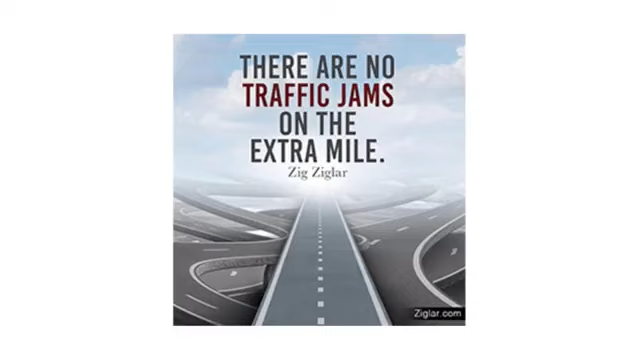 THERE ARE NO
TRAFFIC JAMS
ON THE
EXTRA MILE.
Zig Ziglar
Ziglar.com